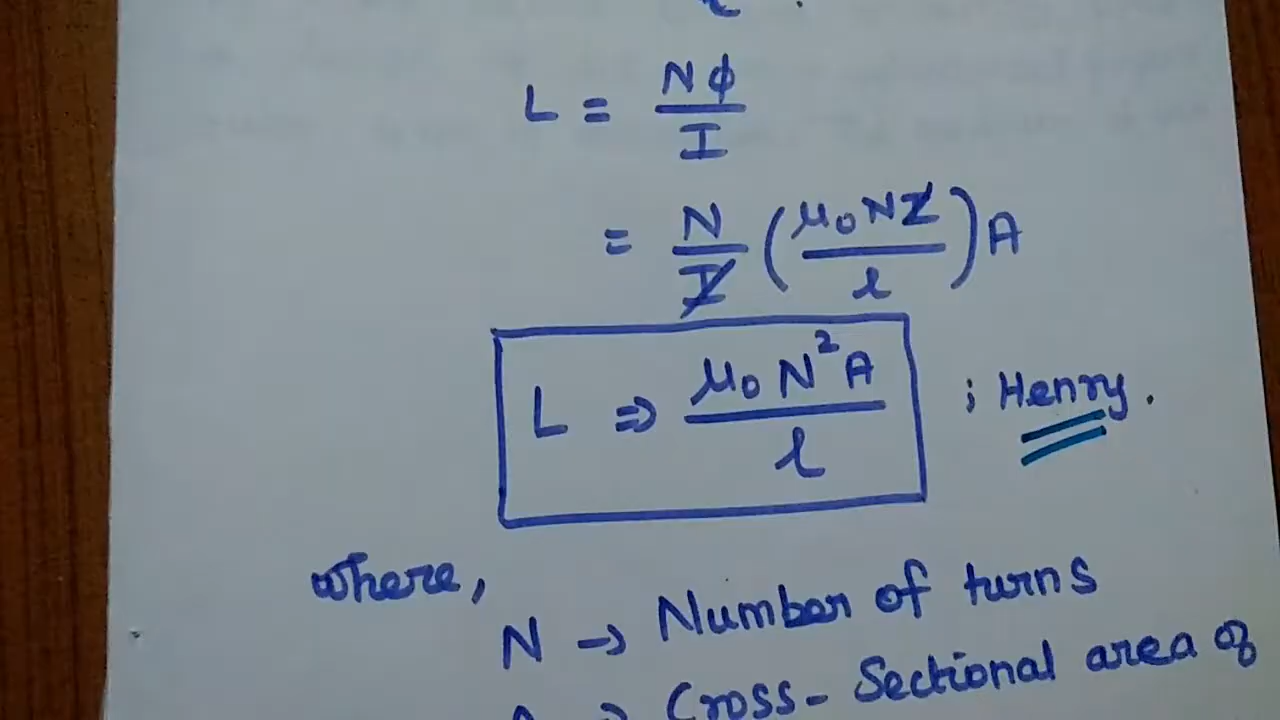 L = Nφ/I
= N/I (μ₀NI/l) A
L ⇒ μ₀N²A/l ; Henry.
where,
N → Number of turns
Cross-Sectional area of